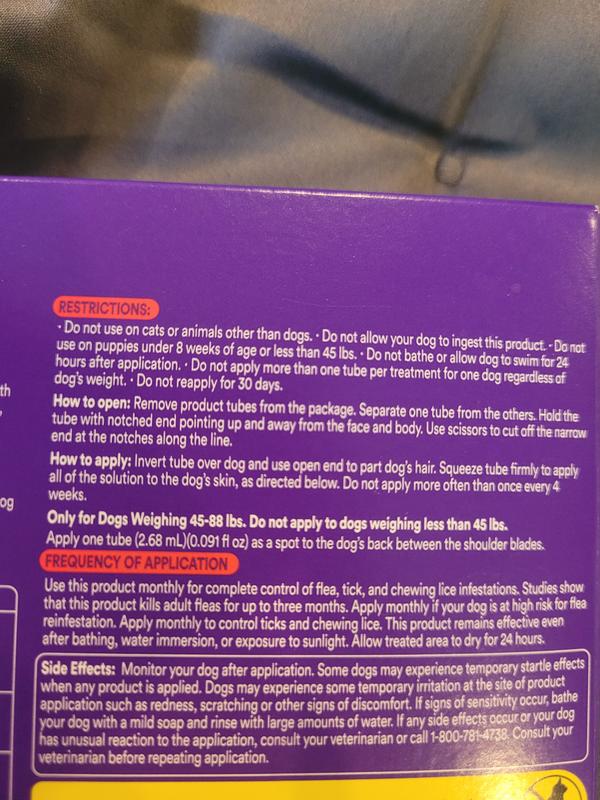 RESTRICTIONS:
· Do not use on cats or animals other than dogs. · Do not allow your dog to ingest this product. · Do not
use on puppies under 8 weeks of age or less than 45 lbs. · Do not bathe or allow dog to swim for 24
hours after application. · Do not apply more than one tube per treatment for one dog regardless of
dog's weight. · Do not reapply for 30 days.
How to open: Remove product tubes from the package. Separate one tube from the others. Hold the
tube with notched end pointing up and away from the face and body. Use scissors to cut off the narrow
end at the notches along the line.
How to apply: Invert tube over dog and use open end to part dog's hair. Squeeze tube firmly to apply
all of the solution to the dog's skin, as directed below. Do not apply more often than once every 4
weeks.
Only for Dogs Weighing 45-88 lbs. Do not apply to dogs weighing less than 45 lbs.
Apply one tube (2.68 mL)(0.091 fl oz) as a spot to the dog's back between the shoulder blades.
FREQUENCY OF APPLICATION
Use this product monthly for complete control of flea, tick, and chewing lice infestations. Studies show
that this product kills adult fleas for up to three months. Apply monthly if your dog is at high risk for flea
reinfestation. Apply monthly to control ticks and chewing lice. This product remains effective even
after bathing, water immersion, or exposure to sunlight. Allow treated area to dry for 24 hours.
Side Effects: Monitor your dog after application. Some dogs may experience temporary startle effects
when any product is applied. Dogs may experience some temporary irritation at the site of product
application such as redness, scratching or other signs of discomfort. If signs of sensitivity occur, bathe
your dog with a mild soap and rinse with large amounts of water. If any side effects occur or your dog
has unusual reaction to the application, consult your veterinarian or call 1-800-781-4738. Consult your
veterinarian before repeating application.